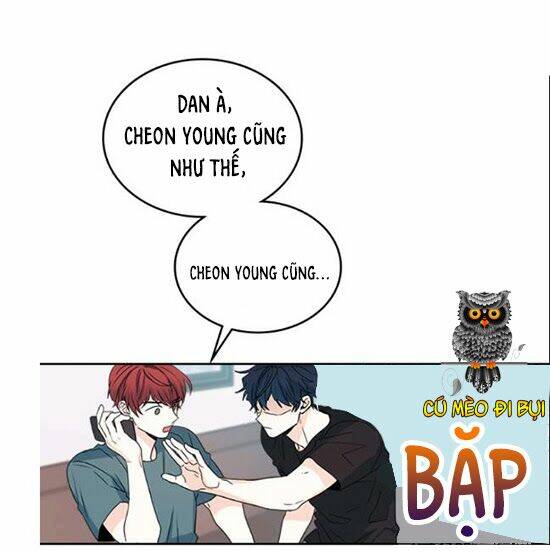 DAN À,
CHEON YOUNG CŨNG
NHƯ THẾ,
CHEON YOUNG CŨNG...
CÚ MÈO ĐI BỤI
BẶP